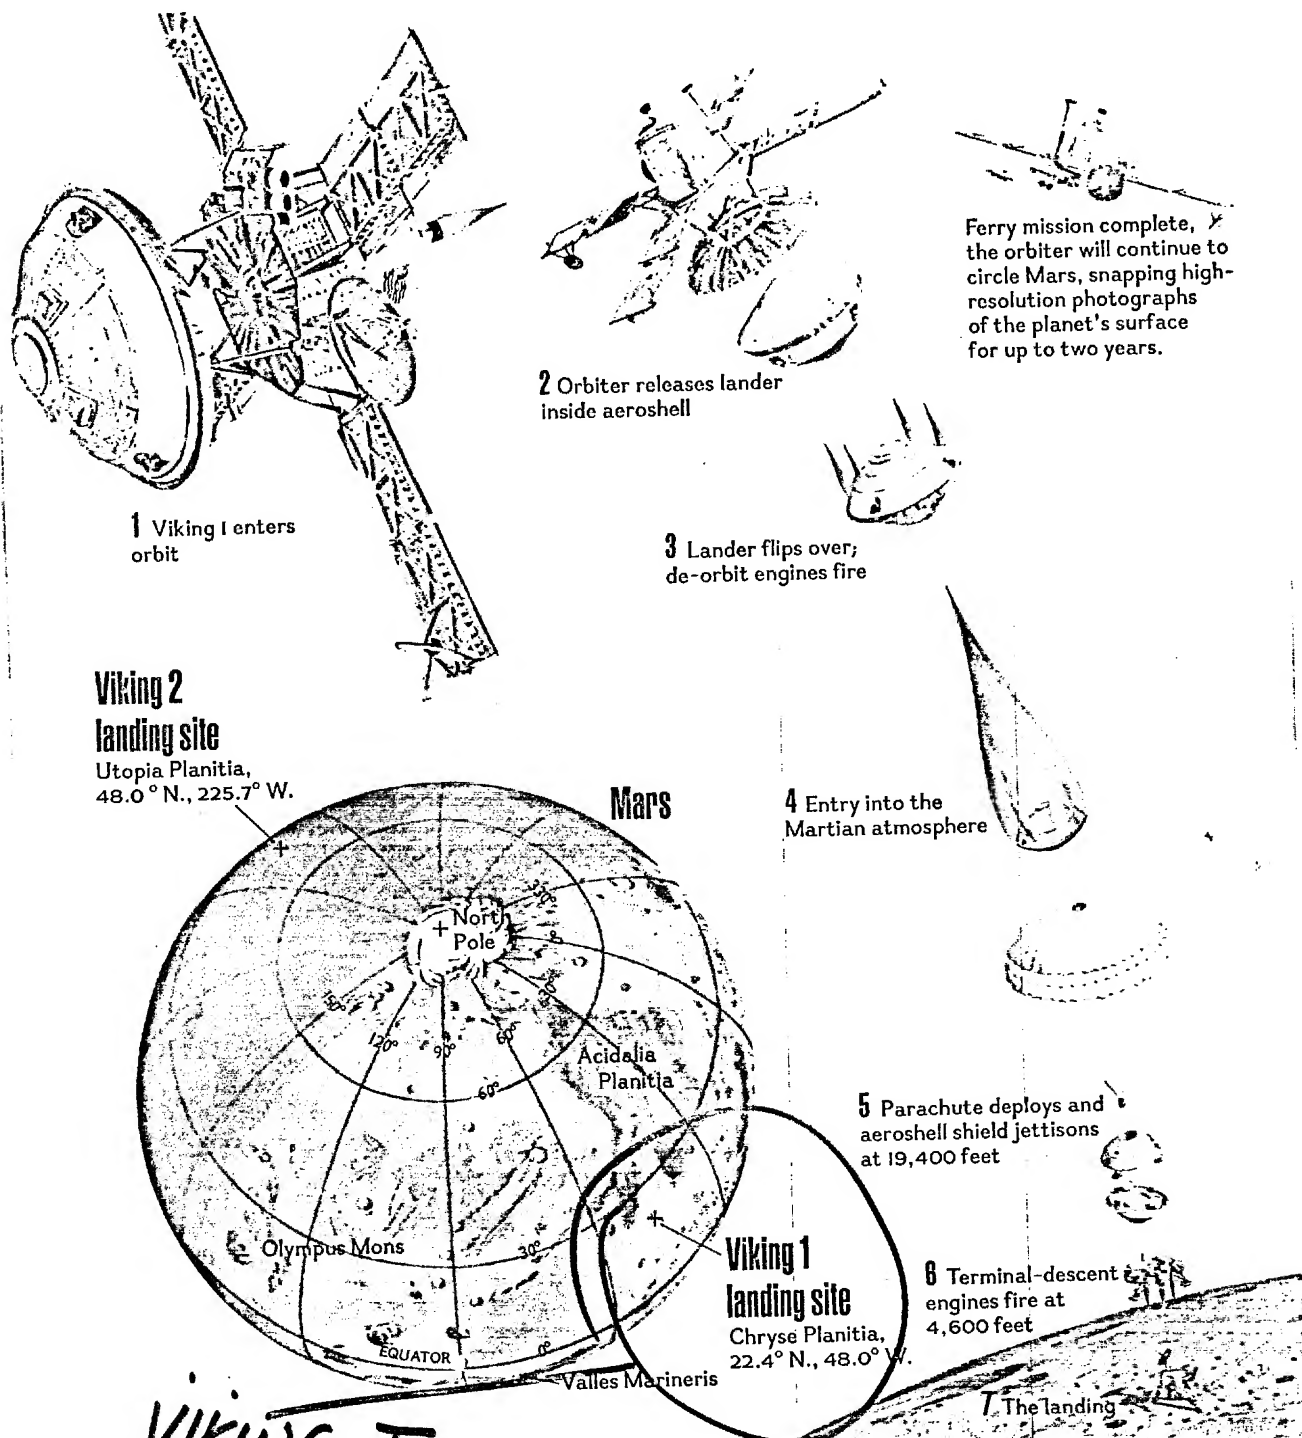 Ferry mission complete,
the orbiter will continue to
circle Mars, snapping high-
resolution photographs
of the planet's surface
for up to two years.
2 Orbiter releases lander
inside aeroshell
1 Viking 1 enters
orbit
3 Lander flips over;
de-orbit engines fire
Viking 2
landing site
Utopia Planitia,
48.0° N., 225.7° W.
Mars
4 Entry into the
Martian atmosphere
North
Pole
330°
0°
30°
150°
120°
90°
60°
Acidalia
Planitia
60°
5 Parachute deploys and
aeroshell shield jettisons
at 19,400 feet
Olympus Mons
30°
Viking 1
landing site
Chryse Planitia,
22.4° N., 48.0° W.
6 Terminal-descent
engines fire at
4,600 feet
EQUATOR
0°
Valles Marineris
7 The landing
VIKING I